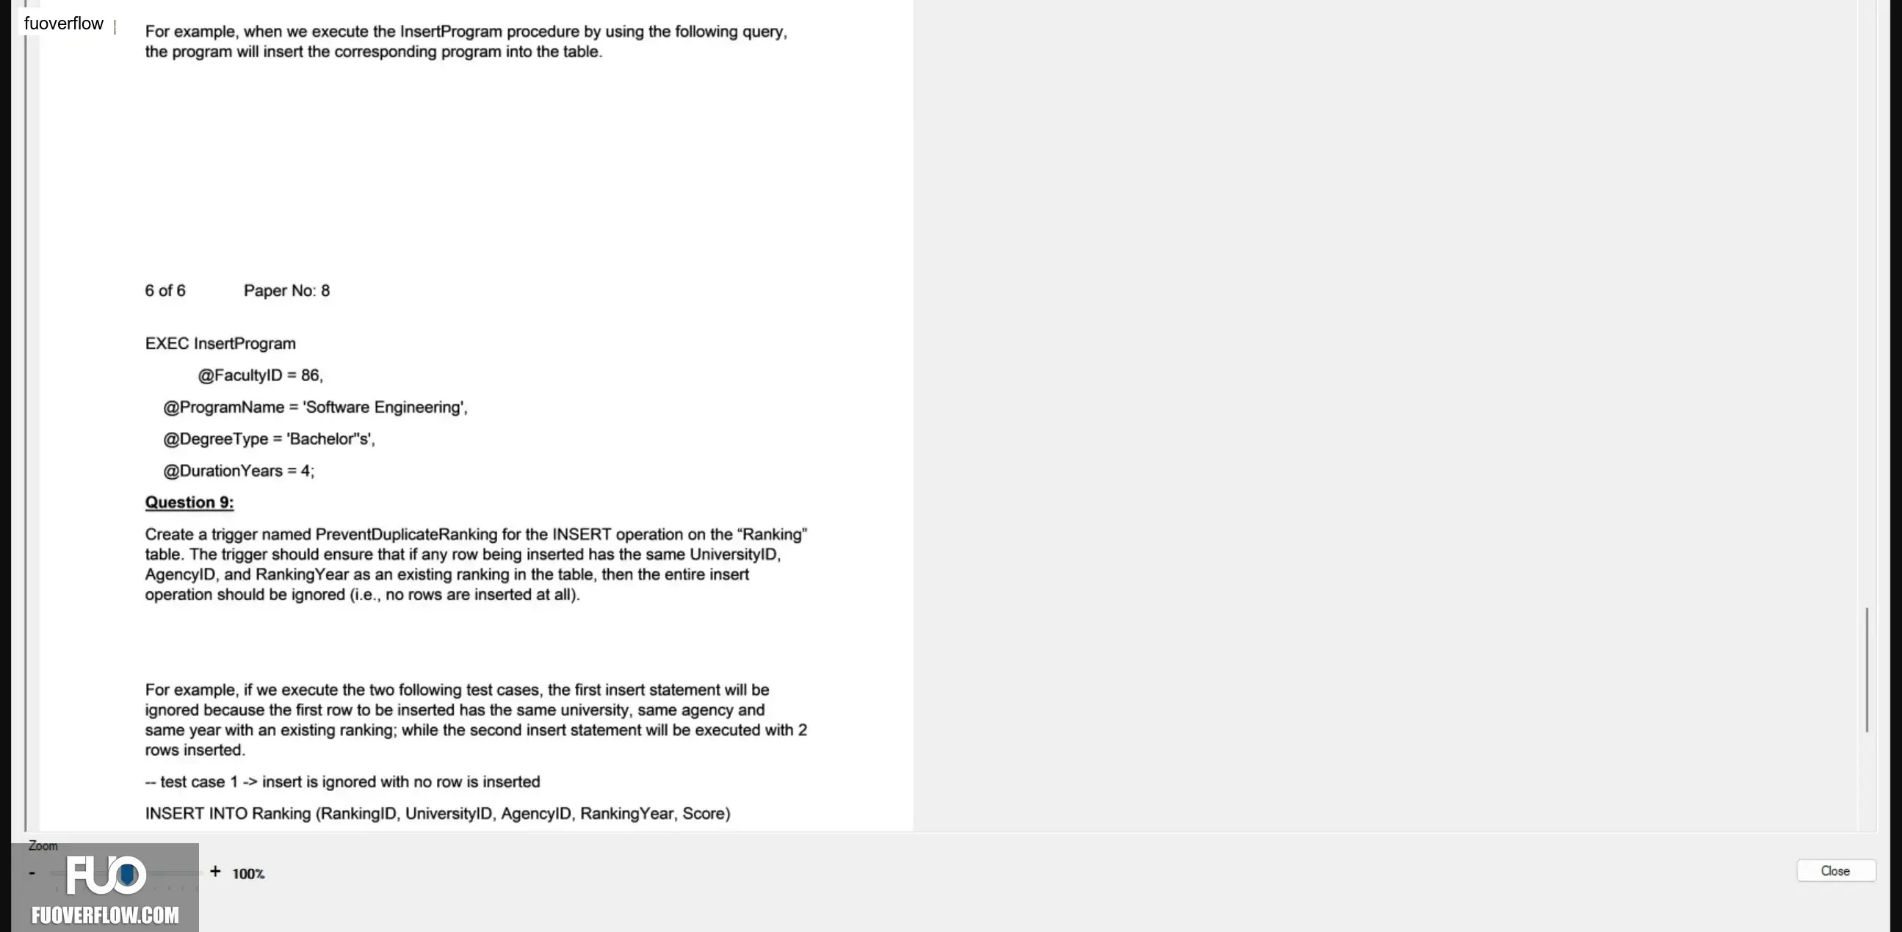 fuoverflow
For example, when we execute the InsertProgram procedure by using the following query,
the program will insert the corresponding program into the table.
6 of 6 Paper No: 8
EXEC InsertProgram
@FacultyID = 86,
@ProgramName = 'Software Engineering',
@DegreeType = 'Bachelor''s',
@DurationYears = 4;
Question 9:
Create a trigger named PreventDuplicateRanking for the INSERT operation on the “Ranking”
table. The trigger should ensure that if any row being inserted has the same UniversityID,
AgencyID, and RankingYear as an existing ranking in the table, then the entire insert
operation should be ignored (i.e., no rows are inserted at all).
For example, if we execute the two following test cases, the first insert statement will be
ignored because the first row to be inserted has the same university, same agency and
same year with an existing ranking; while the second insert statement will be executed with 2
rows inserted.
-- test case 1 -> insert is ignored with no row is inserted
INSERT INTO Ranking (RankingID, UniversityID, AgencyID, RankingYear, Score)
Zoom
- + 100%
Close
FUO
FUOVERFLOW.COM